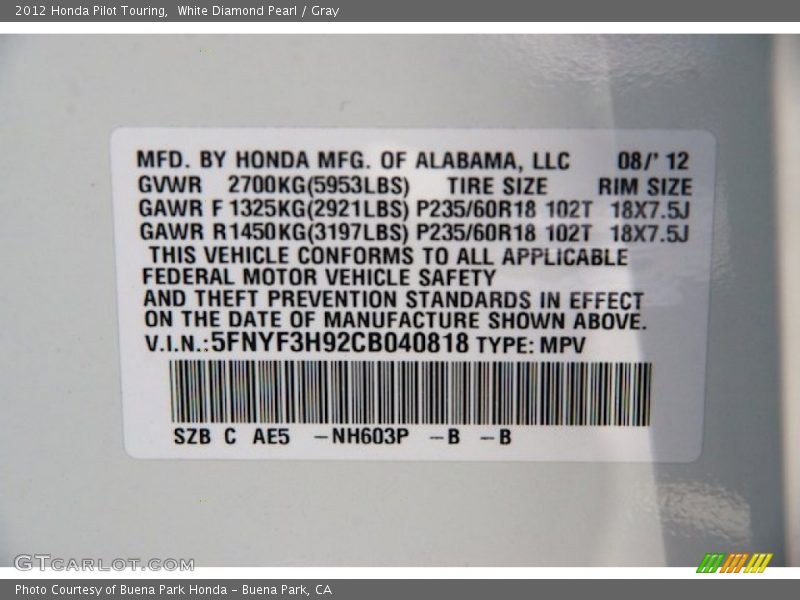 2012 Honda Pilot Touring,  White Diamond Pearl / Gray
MFD. BY HONDA MFG. OF ALABAMA, LLC 08/' 12
GVWR 2700KG(5953LBS) TIRE SIZE RIM SIZE
GAWR F 1325KG(2921LBS) P235/60R18 102T 18X7.5J
GAWR R 1450KG(3197LBS) P235/60R18 102T 18X7.5J
THIS VEHICLE CONFORMS TO ALL APPLICABLE
FEDERAL MOTOR VEHICLE SAFETY
AND THEFT PREVENTION STANDARDS IN EFFECT
ON THE DATE OF MANUFACTURE SHOWN ABOVE.
V.I.N.:5FNYF3H92CB040818 TYPE: MPV
SZB C AE5 –NH603P –B –B
GTCARLOT.COM
Photo Courtesy of Buena Park Honda – Buena Park, CA